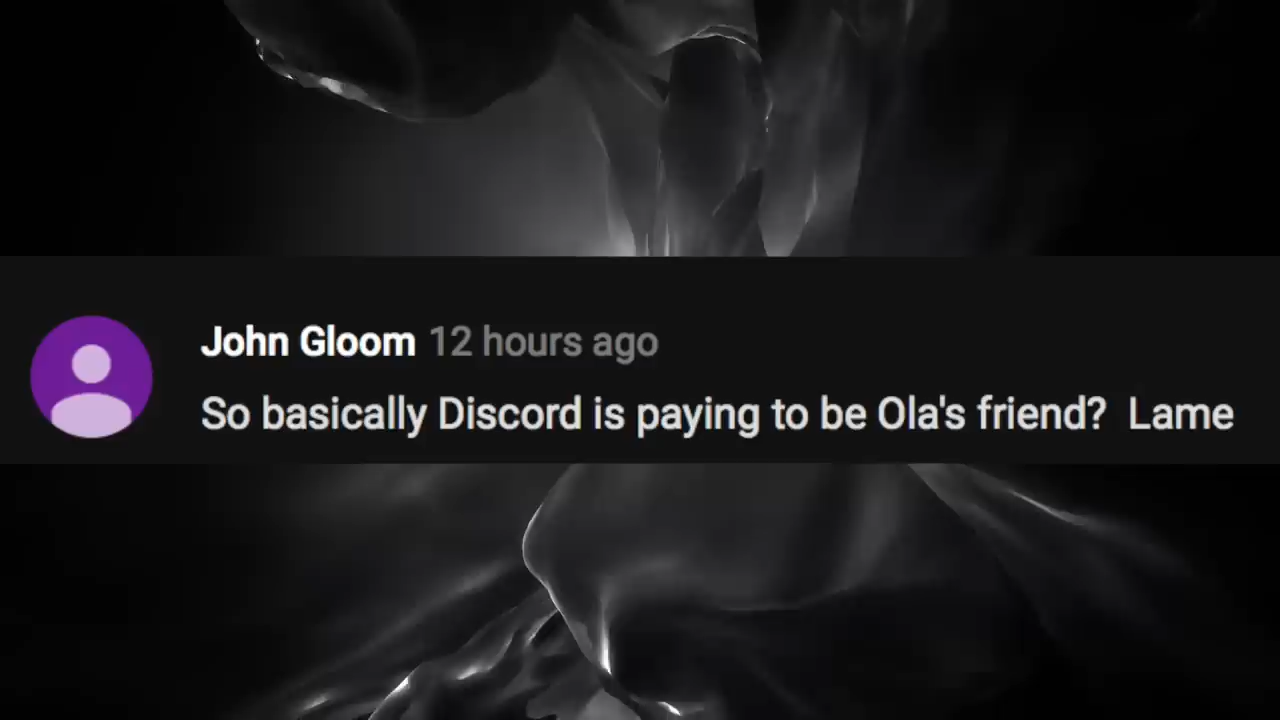 John Gloom 12 hours ago
So basically Discord is paying to be Ola's friend?  Lame